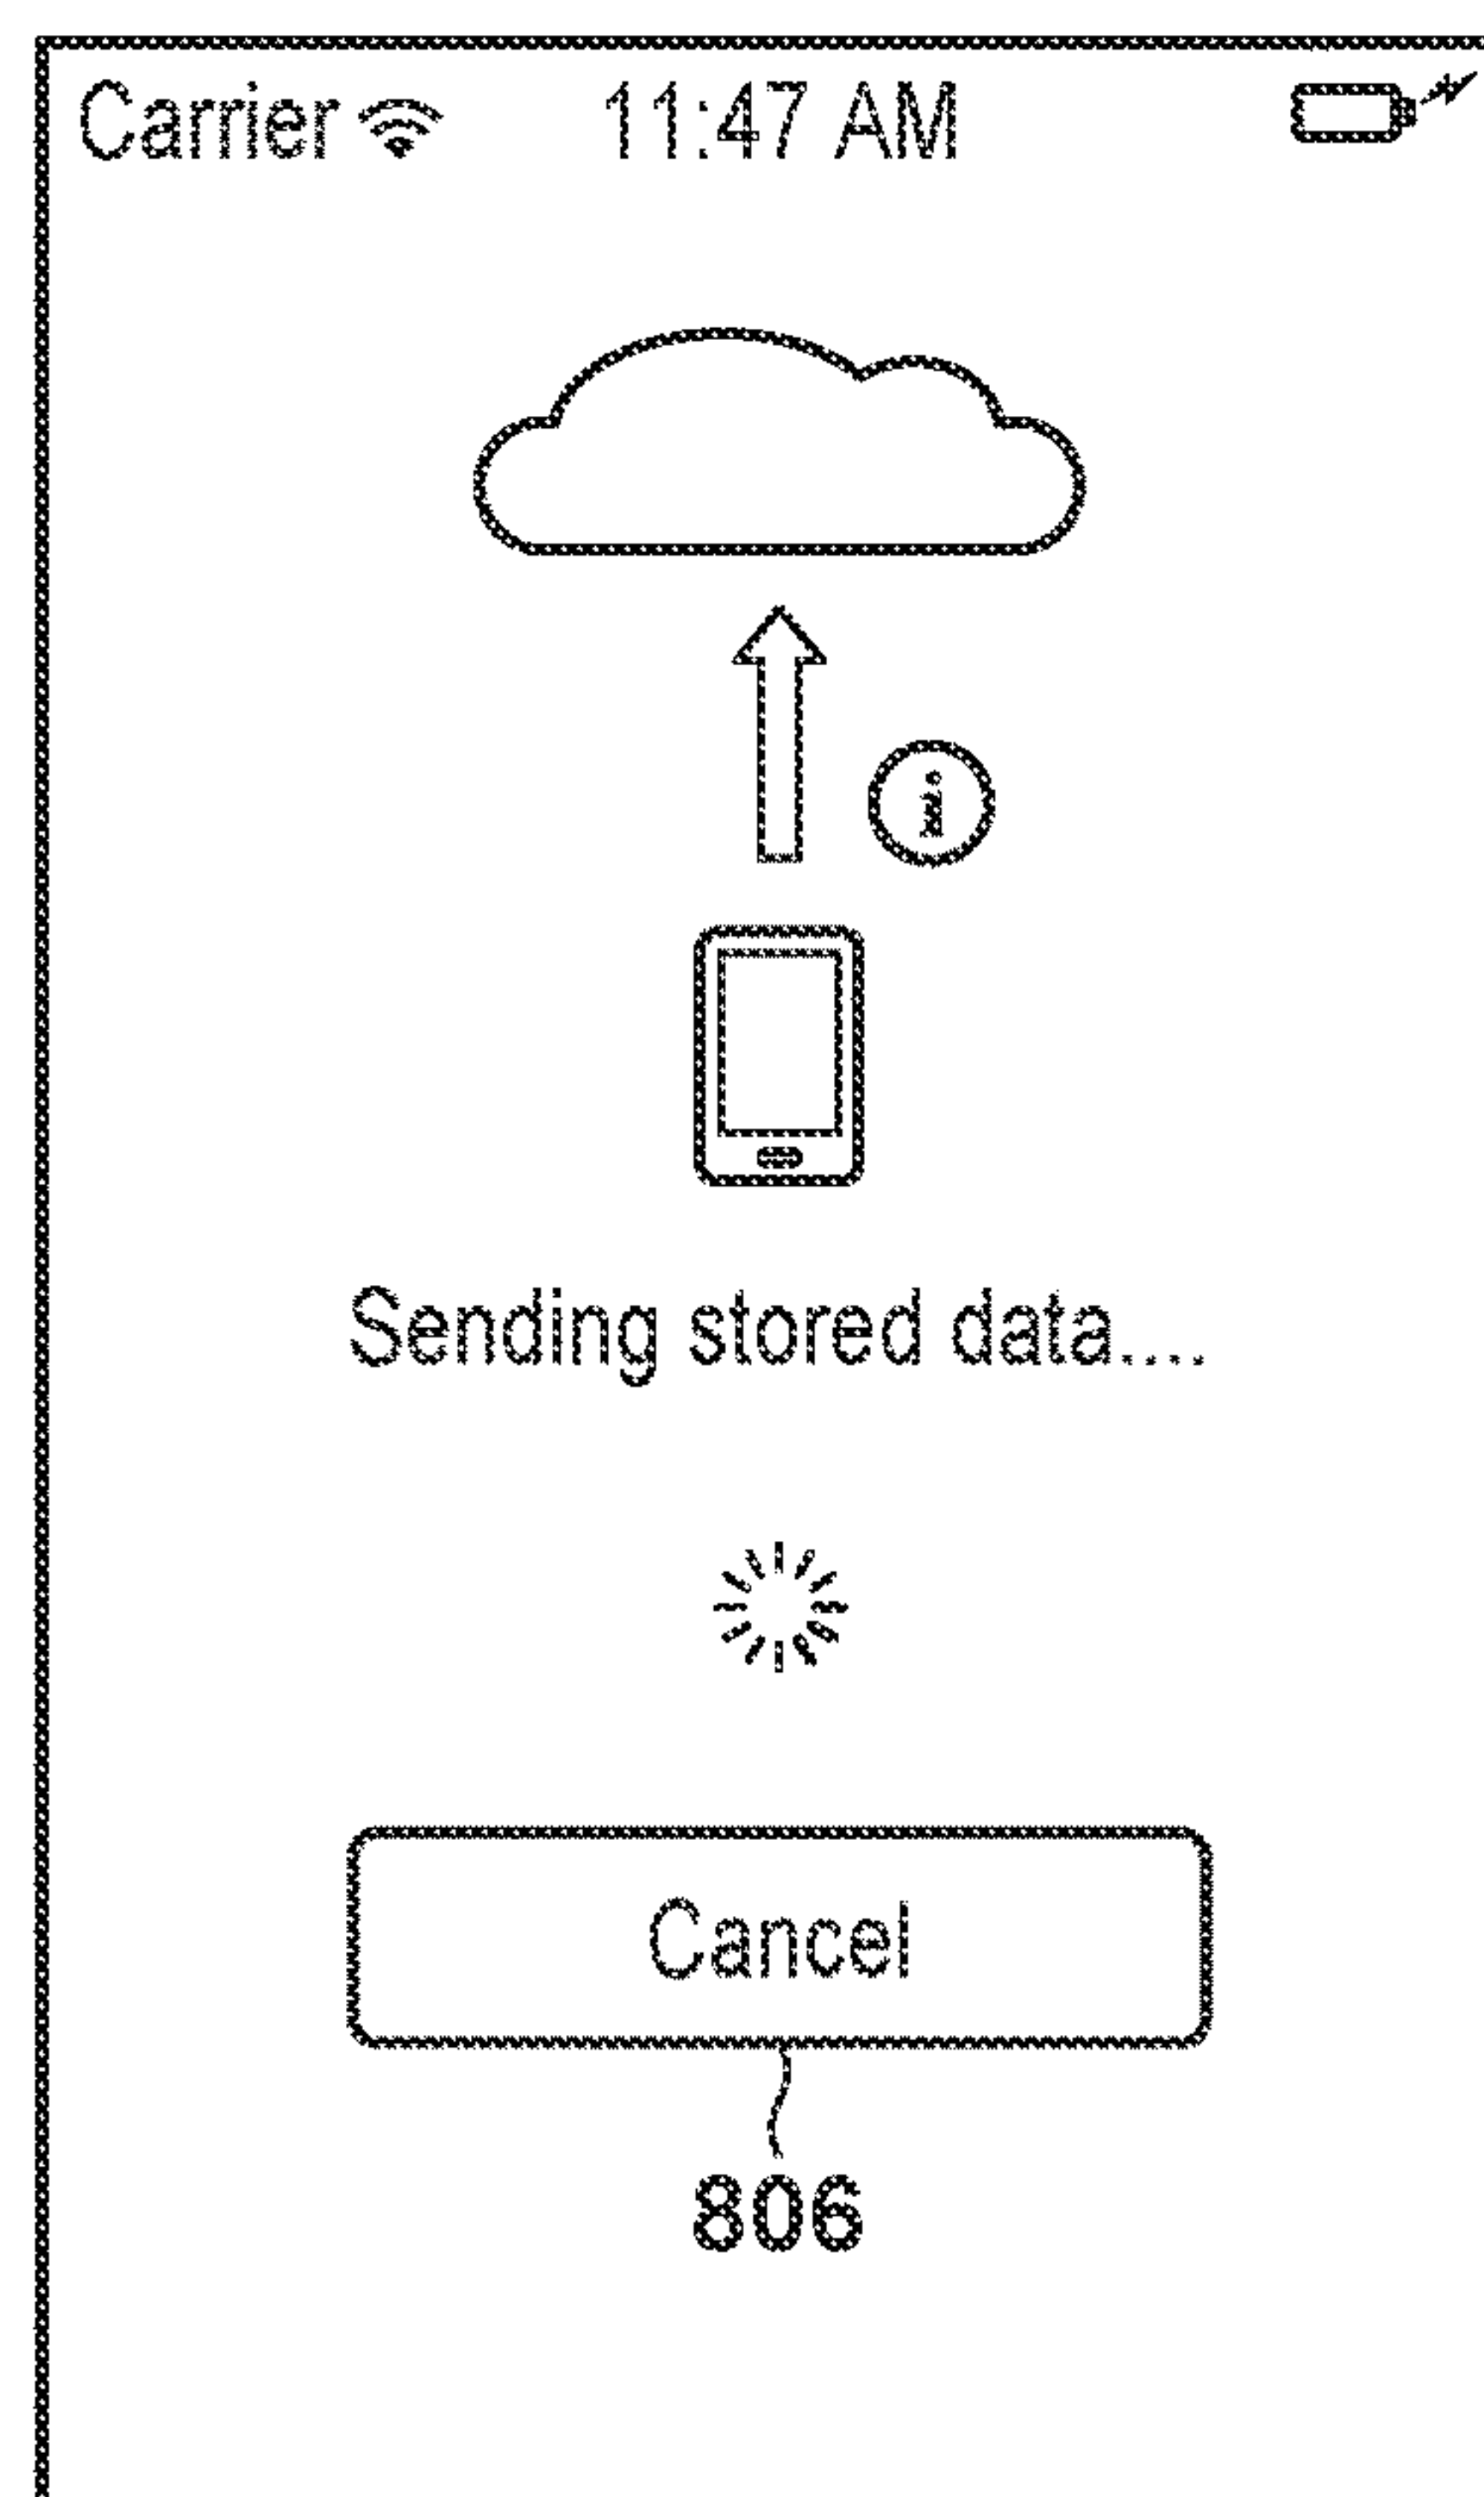 Carrier 11:47 AM
i
Sending stored data....
Cancel
806